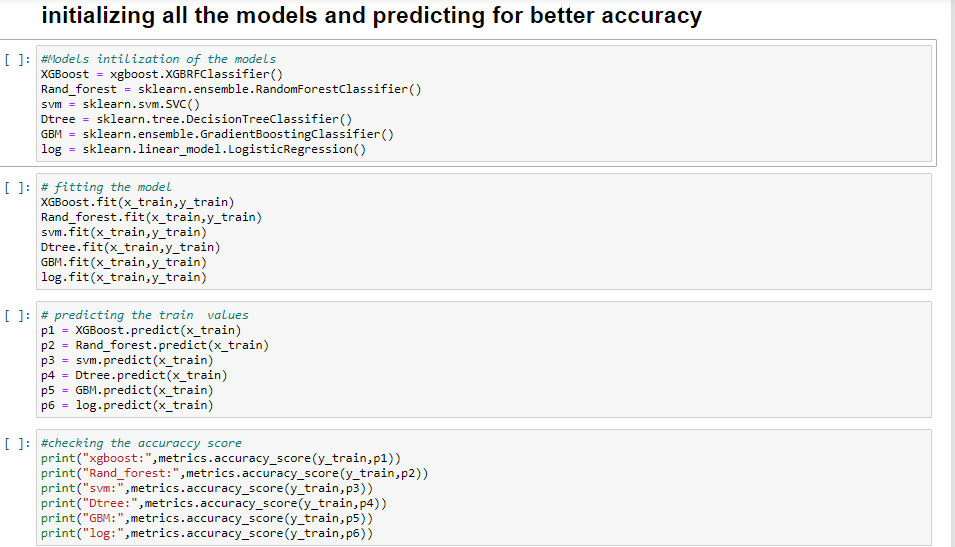 initializing all the models and predicting for better accuracy
[ ]: #Models intilization of the models
XGBoost = xgboost.XGBRFClassifier()
Rand_forest = sklearn.ensemble.RandomForestClassifier()
svm = sklearn.svm.SVC()
Dtree = sklearn.tree.DecisionTreeClassifier()
GBM = sklearn.ensemble.GradientBoostingClassifier()
log = sklearn.linear_model.LogisticRegression()
[ ]: # fitting the model
XGBoost.fit(x_train,y_train)
Rand_forest.fit(x_train,y_train)
svm.fit(x_train,y_train)
Dtree.fit(x_train,y_train)
GBM.fit(x_train,y_train)
log.fit(x_train,y_train)
[ ]: # predicting the train  values
p1 = XGBoost.predict(x_train)
p2 = Rand_forest.predict(x_train)
p3 = svm.predict(x_train)
p4 = Dtree.predict(x_train)
p5 = GBM.predict(x_train)
p6 = log.predict(x_train)
[ ]: #checking the accuraccy score
print("xgboost:",metrics.accuracy_score(y_train,p1))
print("Rand_forest:",metrics.accuracy_score(y_train,p2))
print("svm:",metrics.accuracy_score(y_train,p3))
print("Dtree:",metrics.accuracy_score(y_train,p4))
print("GBM:",metrics.accuracy_score(y_train,p5))
print("log:",metrics.accuracy_score(y_train,p6))